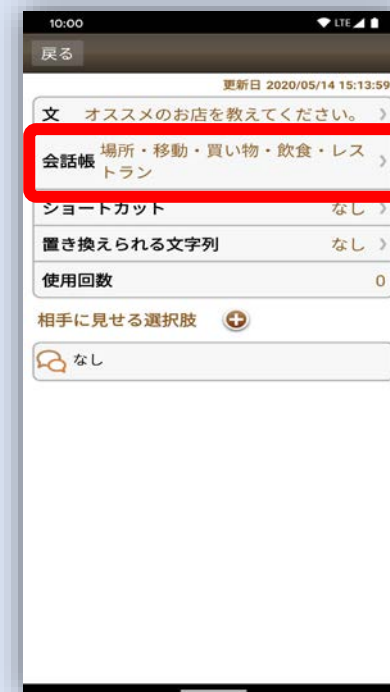 10:00 LTE
戻る
更新日 2020/05/14 15:13:59
文 オススメのお店を教えてください。
会話帳 場所・移動・買い物・飲食・レス
トラン
ショートカット なし
置き換えられる文字列 なし
使用回数 0
相手に見せる選択肢
なし